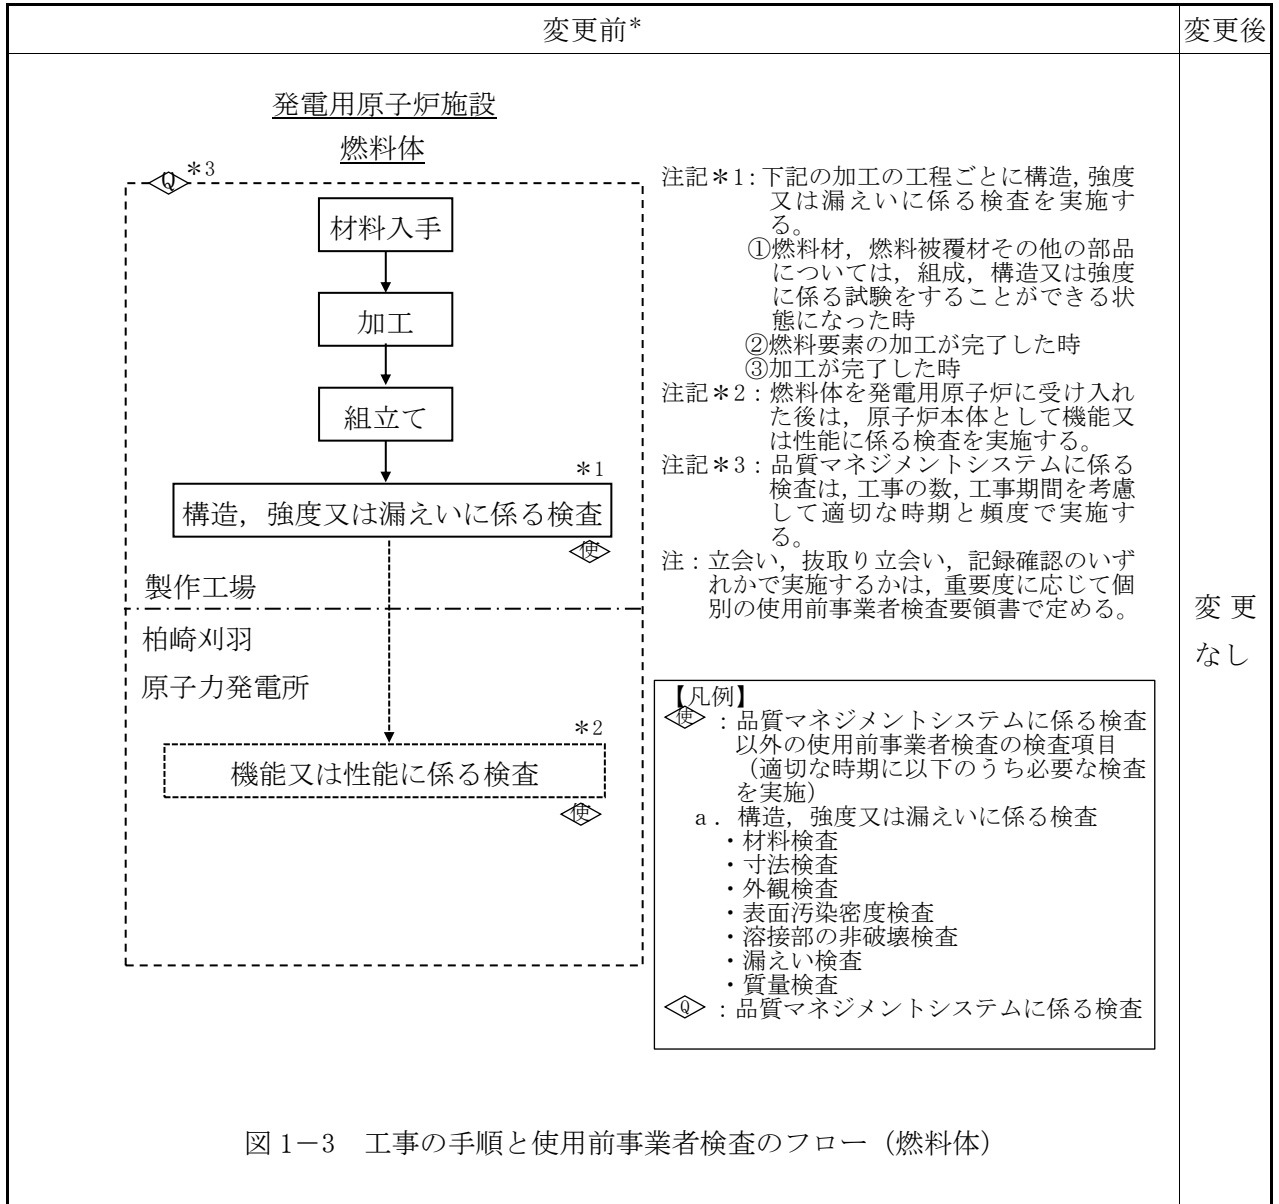 変更前*
変更後
発電用原子炉施設
燃料体
Q *3
材料入手
加工
組立て
*1
構造，強度又は漏えいに係る検査
使
製作工場
柏崎刈羽
原子力発電所
*2
機能又は性能に係る検査
使
注記*1：下記の加工の工程ごとに構造，強度
又は漏えいに係る検査を実施す
る。
①燃料材，燃料被覆材その他の部品
については，組成，構造又は強度
に係る試験をすることができる状
態になった時
②燃料要素の加工が完了した時
③加工が完了した時
注記*2：燃料体を発電用原子炉に受け入れ
た後は，原子炉本体として機能又
は性能に係る検査を実施する。
注記*3：品質マネジメントシステムに係る
検査は，工事の数，工事期間を考慮
して適切な時期と頻度で実施す
る。
注：立会い，抜取り立会い，記録確認のいず
れかで実施するかは，重要度に応じて個
別の使用前事業者検査要領書で定める。
【凡例】
使：品質マネジメントシステムに係る検査
以外の使用前事業者検査の検査項目
（適切な時期に以下のうち必要な検査
を実施）
a．構造，強度又は漏えいに係る検査
・材料検査
・寸法検査
・外観検査
・表面汚染密度検査
・溶接部の非破壊検査
・漏えい検査
・質量検査
Q：品質マネジメントシステムに係る検査
変更
なし
図1－3　工事の手順と使用前事業者検査のフロー（燃料体）